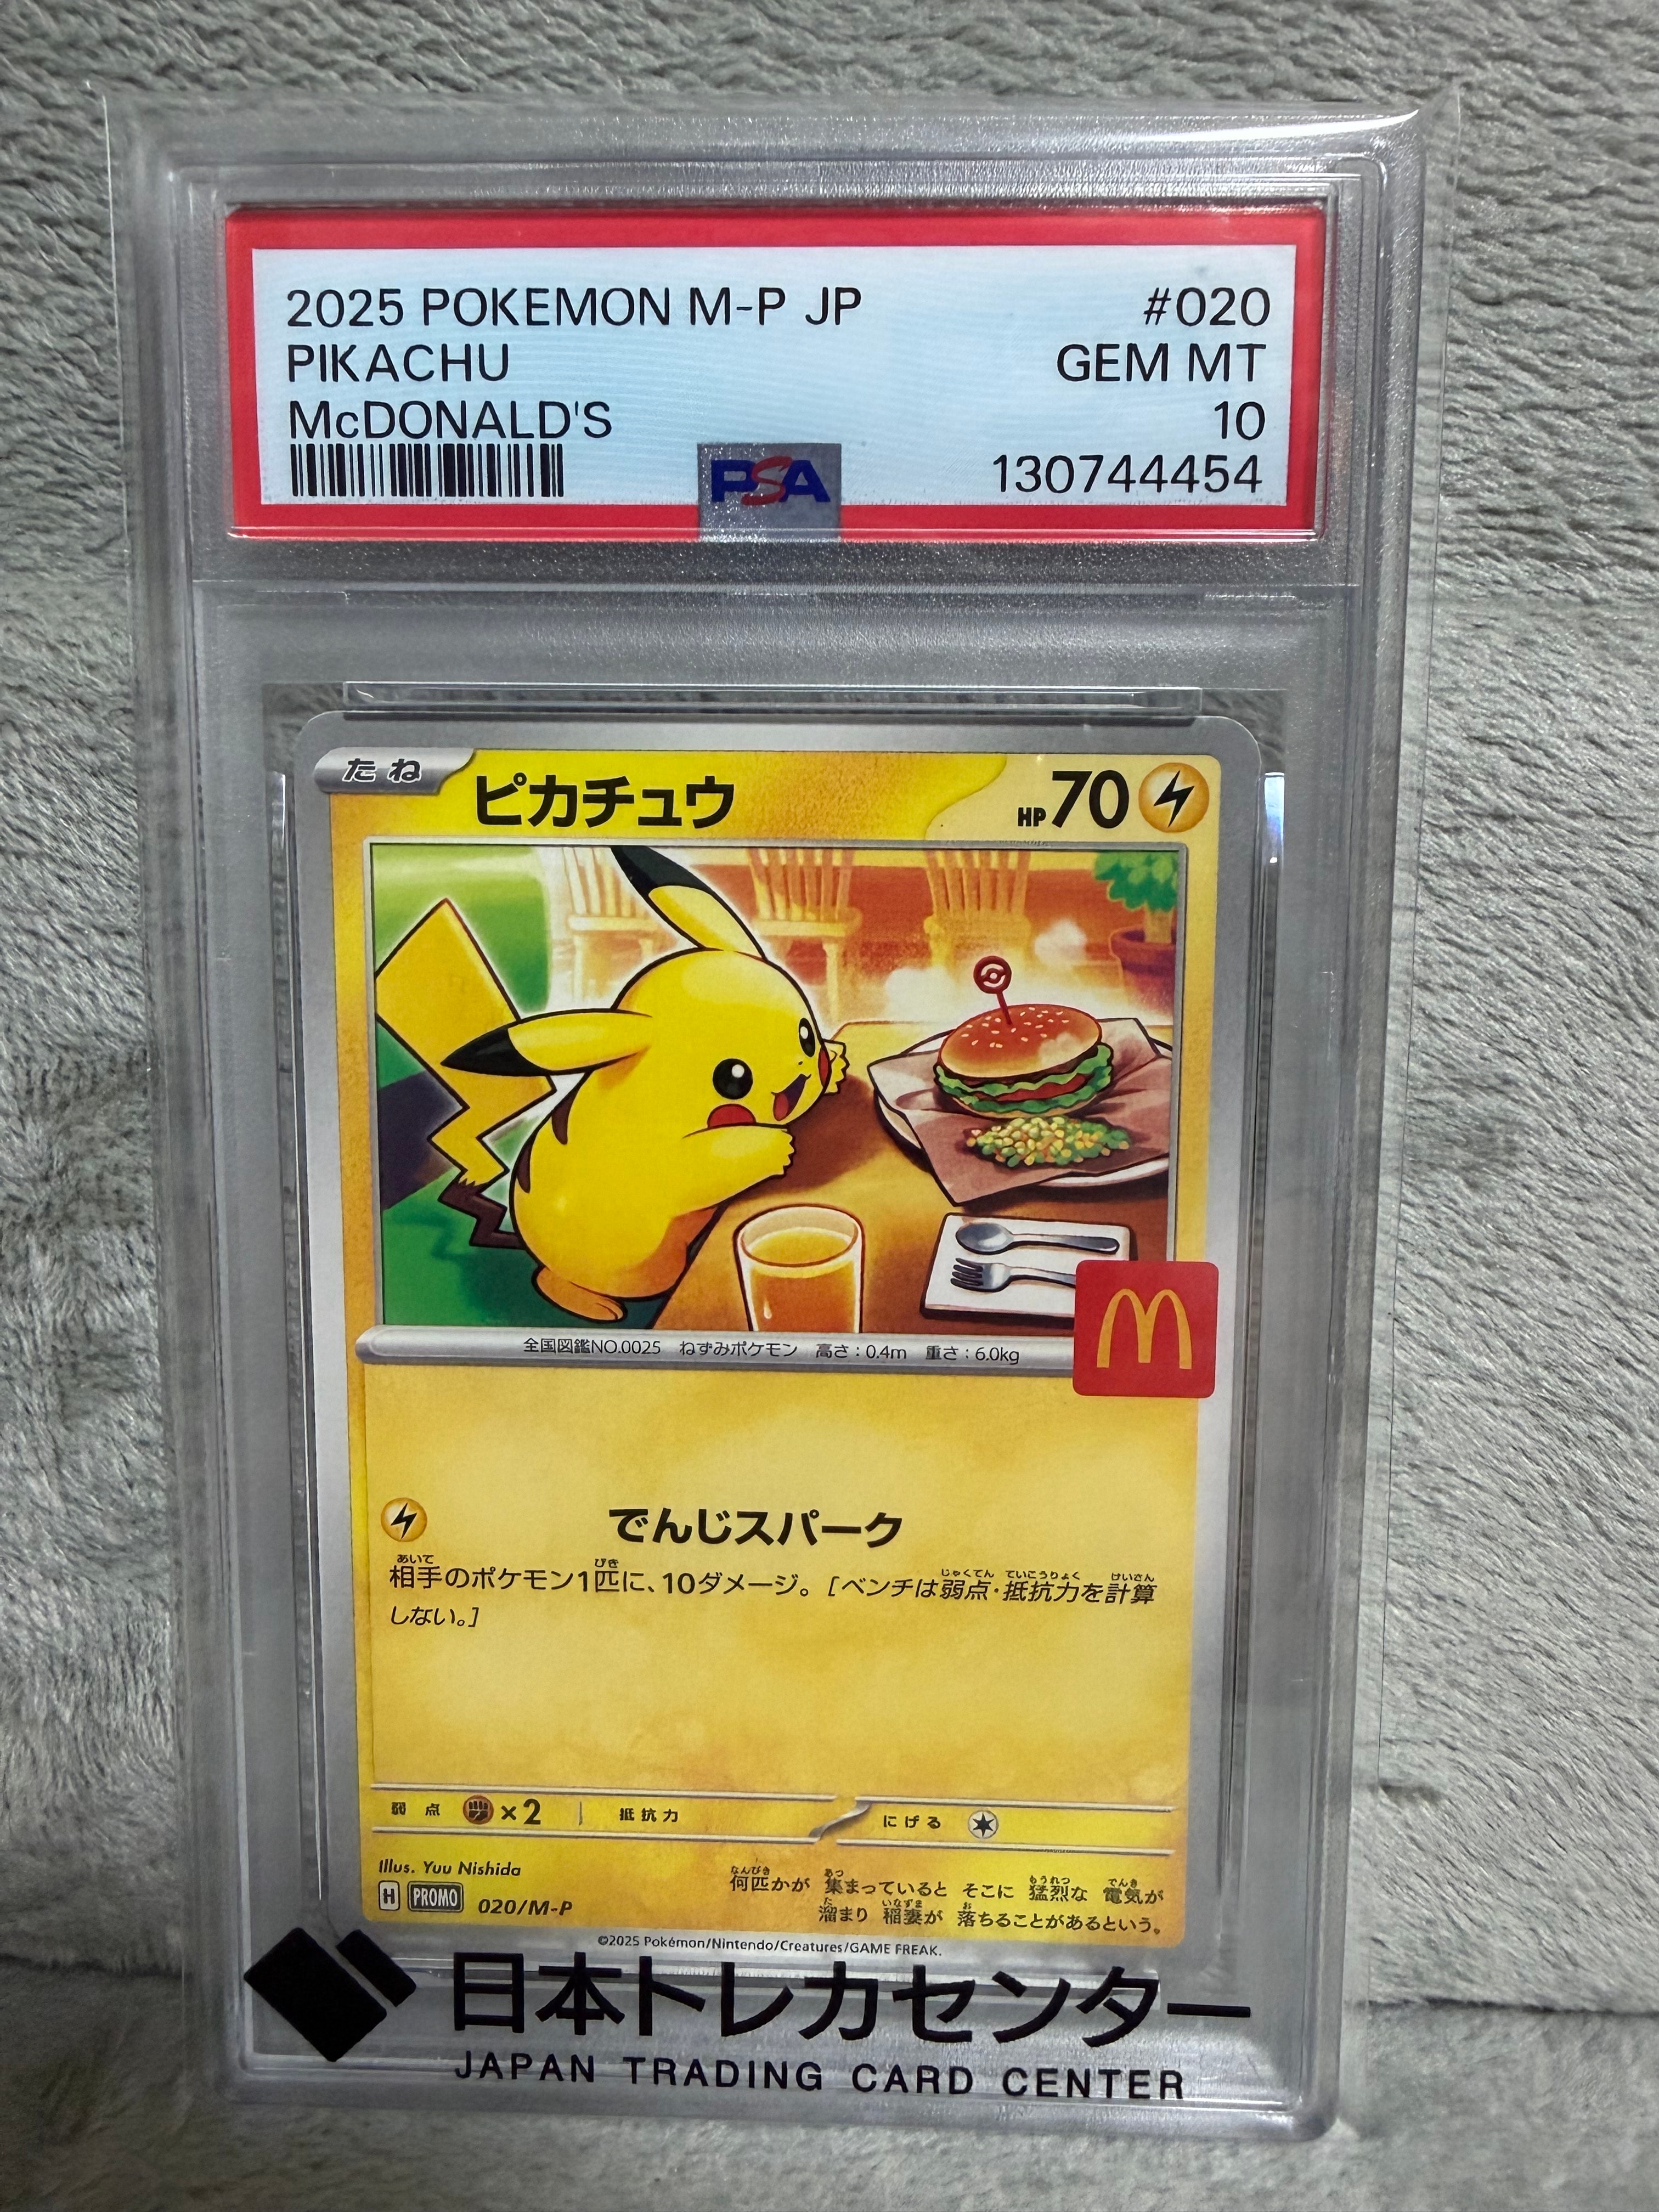 2025 POKEMON M-P JP #020
PIKACHU GEM MT
McDONALD'S 10
PSA 130744454
たね ピカチュウ HP70
全国図鑑NO.0025 ねずみポケモン 高さ:0.4m 重さ:6.0kg
でんじスパーク
相手のポケモン1匹に、10ダメージ。[ベンチは弱点・抵抗力を計算
しない。]
弱点 ×2 抵抗力 にげる
Illus. Yuu Nishida
H PROMO 020/M-P
何匹かが 集まっていると そこに 猛烈な 電気が
溜まり 稲妻が 落ちることがあるという。
©2025 Pokémon/Nintendo/Creatures/GAME FREAK.
日本トレカセンター
JAPAN TRADING CARD CENTER